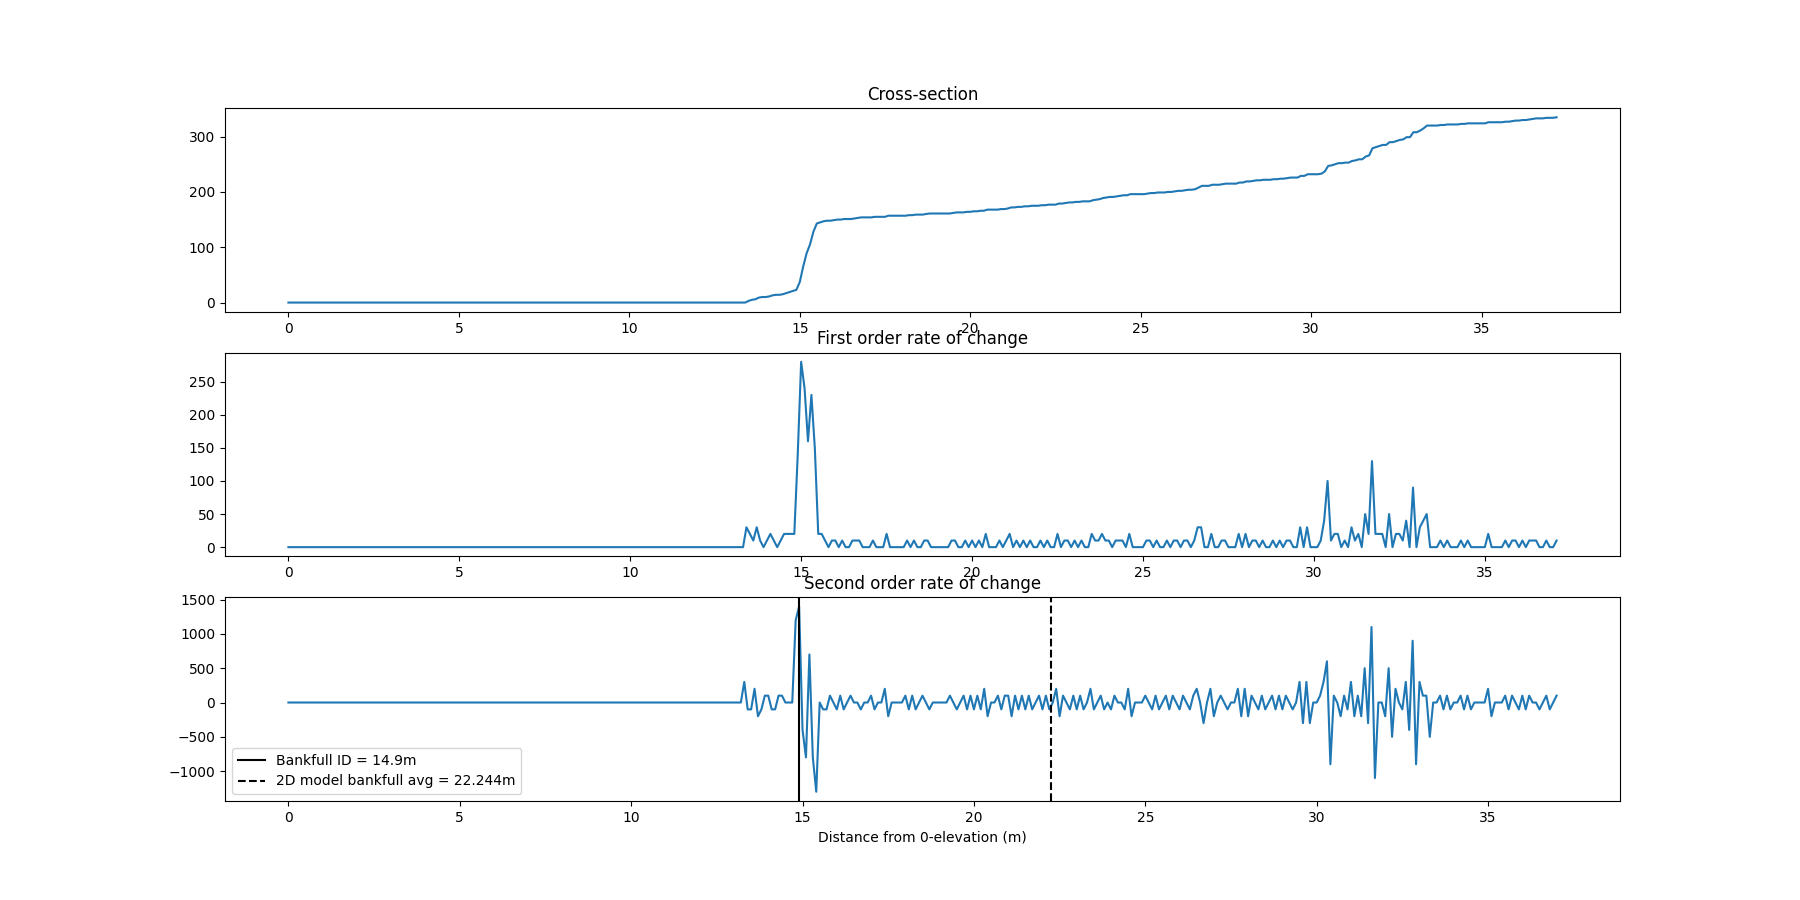 Cross-section
300
200
100
0
0 5 10 15 20 25 30 35
First order rate of change
250
200
150
100
50
0
0 5 10 15 20 25 30 35
Second order rate of change
1500
1000
500
0
−500
−1000
Bankfull ID = 14.9m
2D model bankfull avg = 22.244m
0 5 10 15 20 25 30 35
Distance from 0-elevation (m)